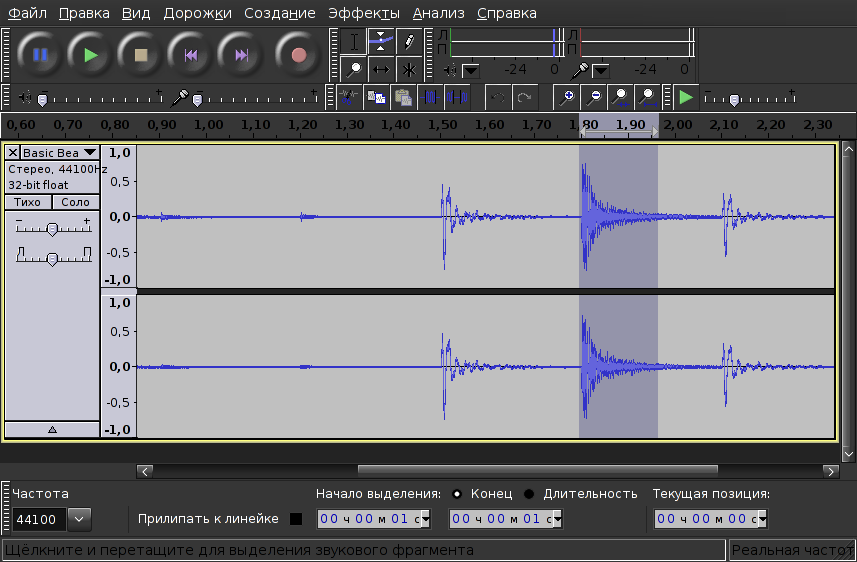 Файл Правка Вид Дорожки Создание Эффекты Анализ Справка
Л П
-24 0 -24 0
- + - + - +
0,60 0,70 0,80 0,90 1,00 1,10 1,20 1,30 1,40 1,50 1,60 1,70 1,80 1,90 2,00 2,10 2,20 2,30
Basic Bea
Стерео, 44100Hz
32-bit float
Тихо Соло
- +
Л П
1,0
0,5
0,0
-0,5
-1,0
1,0
0,5
0,0
-0,5
-1,0
Частота
44100
Прилипать к линейке
Начало выделения: Конец Длительность
00 ч 00 м 01 с 00 ч 00 м 01 с
Текущая позиция:
00 ч 00 м 00 с
Щёлкните и перетащите для выделения звукового фрагмента
Реальная частот